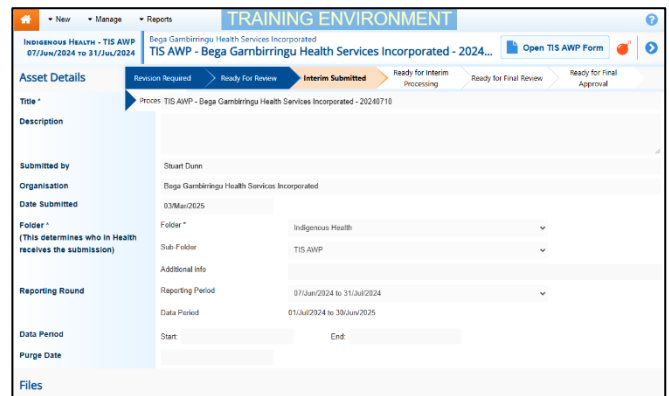 New Manage Reports TRAINING ENVIRONMENT ?
INDIGENOUS HEALTH - TIS AWP
07/JUN/2024 TO 31/JUL/2024
Bega Garnbirringu Health Services Incorporated
TIS AWP - Bega Garnbirringu Health Services Incorporated - 2024...
Open TIS AWP Form
Asset Details
Revision Required
Ready For Review
Interim Submitted
Ready for Interim
Processing
Ready for Final Review
Ready for Final
Approval
Title *
Proces
TIS AWP - Bega Garnbirringu Health Services Incorporated - 20240710
Description
Submitted by
Stuart Dunn
Organisation
Bega Garnbirringu Health Services Incorporated
Date Submitted
03/Mar/2025
Folder *
(This determines who in Health
receives the submission)
Folder *
Indigenous Health
Sub-Folder
TIS AWP
Additional info
Reporting Round
Reporting Period
07/Jun/2024 to 31/Jul/2024
Data Period
01/Jul/2024 to 30/Jun/2025
Data Period
Start:
End:
Purge Date
Files